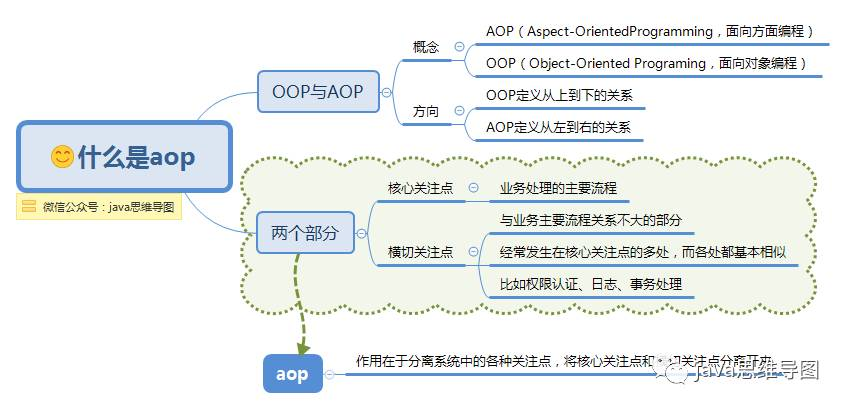 什么是aop
微信公众号：java思维导图
OOP与AOP
概念
AOP（Aspect-OrientedProgramming，面向方面编程）
OOP（Object-Oriented Programing，面向对象编程）
方向
OOP定义从上到下的关系
AOP定义从左到右的关系
两个部分
核心关注点
业务处理的主要流程
横切关注点
与业务主要流程关系不大的部分
经常发生在核心关注点的多处，而各处都基本相似
比如权限认证、日志、事务处理
aop
作用在于分离系统中的各种关注点，将核心关注点和 切关注点分离开来
java思维导图